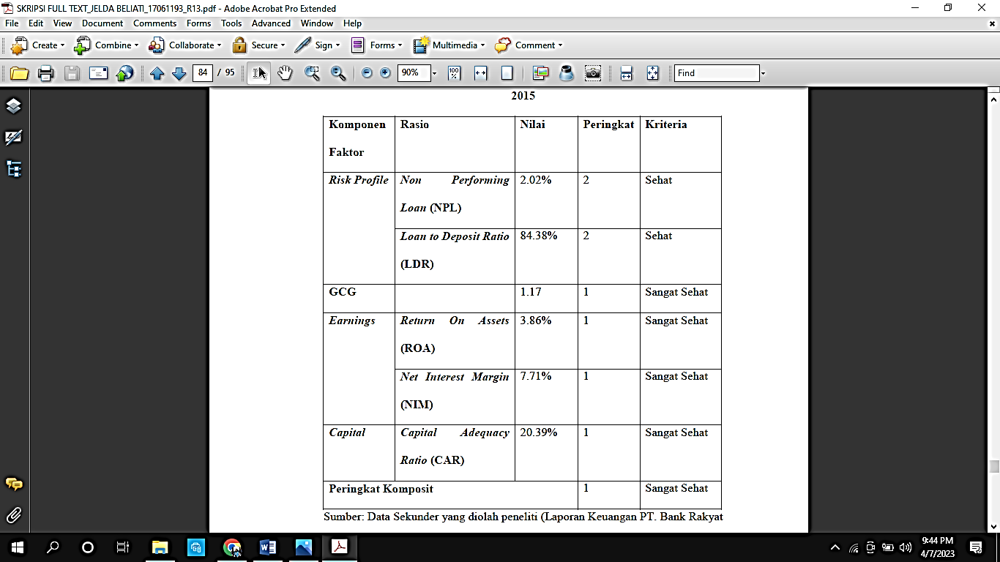 SKRIPSI FULL TEXT_JELDA BELIATI_17061193_R13.pdf - Adobe Acrobat Pro Extended
File Edit View Document Comments Forms Tools Advanced Window Help
Create Combine Collaborate Secure Sign Forms Multimedia Comment
84 / 95 90% Find
2015
Komponen Rasio Nilai Peringkat Kriteria
Faktor
Risk Profile Non Performing 2.02% 2 Sehat
Loan (NPL)
Loan to Deposit Ratio 84.38% 2 Sehat
(LDR)
GCG 1.17 1 Sangat Sehat
Earnings Return On Assets 3.86% 1 Sangat Sehat
(ROA)
Net Interest Margin 7.71% 1 Sangat Sehat
(NIM)
Capital Capital Adequacy 20.39% 1 Sangat Sehat
Ratio (CAR)
Peringkat Komposit 1 Sangat Sehat
Sumber: Data Sekunder yang diolah peneliti (Laporan Keuangan PT. Bank Rakyat
9:44 PM
4/7/2023